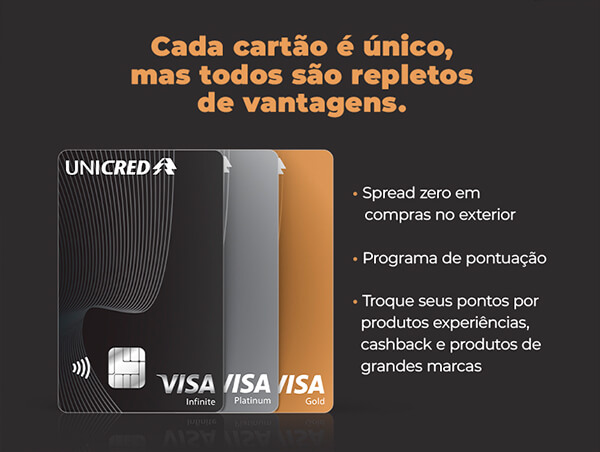 Cada cartão é único,
mas todos são repletos
de vantagens.
UNICRED
VISA
Infinite
VISA
Platinum
VISA
Gold
• Spread zero em
compras no exterior
• Programa de pontuação
• Troque seus pontos por
produtos experiências,
cashback e produtos de
grandes marcas